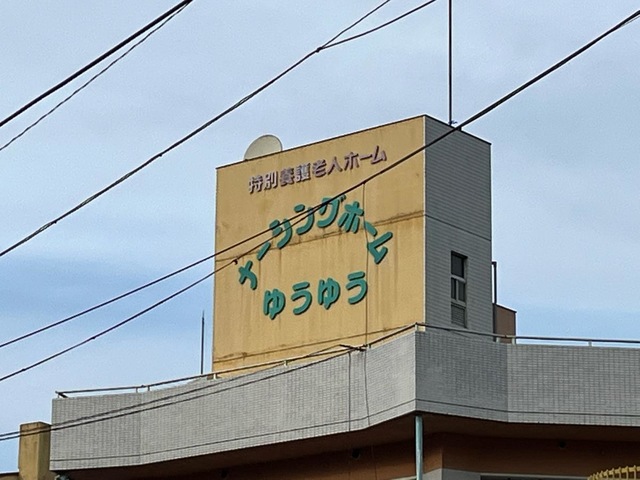 特別養護老人ホーム
ナーシングホーム
ゆうゆう